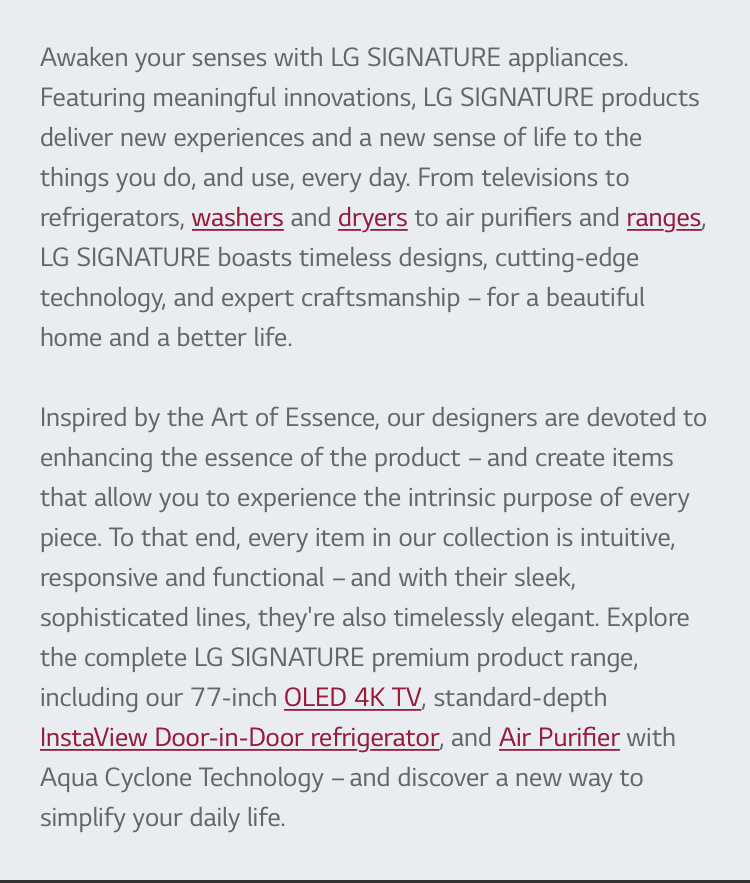 Awaken your senses with LG SIGNATURE appliances.
Featuring meaningful innovations, LG SIGNATURE products
deliver new experiences and a new sense of life to the
things you do, and use, every day. From televisions to
refrigerators, washers and dryers to air purifiers and ranges,
LG SIGNATURE boasts timeless designs, cutting-edge
technology, and expert craftsmanship – for a beautiful
home and a better life.
Inspired by the Art of Essence, our designers are devoted to
enhancing the essence of the product – and create items
that allow you to experience the intrinsic purpose of every
piece. To that end, every item in our collection is intuitive,
responsive and functional – and with their sleek,
sophisticated lines, they're also timelessly elegant. Explore
the complete LG SIGNATURE premium product range,
including our 77-inch OLED 4K TV, standard-depth
InstaView Door-in-Door refrigerator, and Air Purifier with
Aqua Cyclone Technology – and discover a new way to
simplify your daily life.